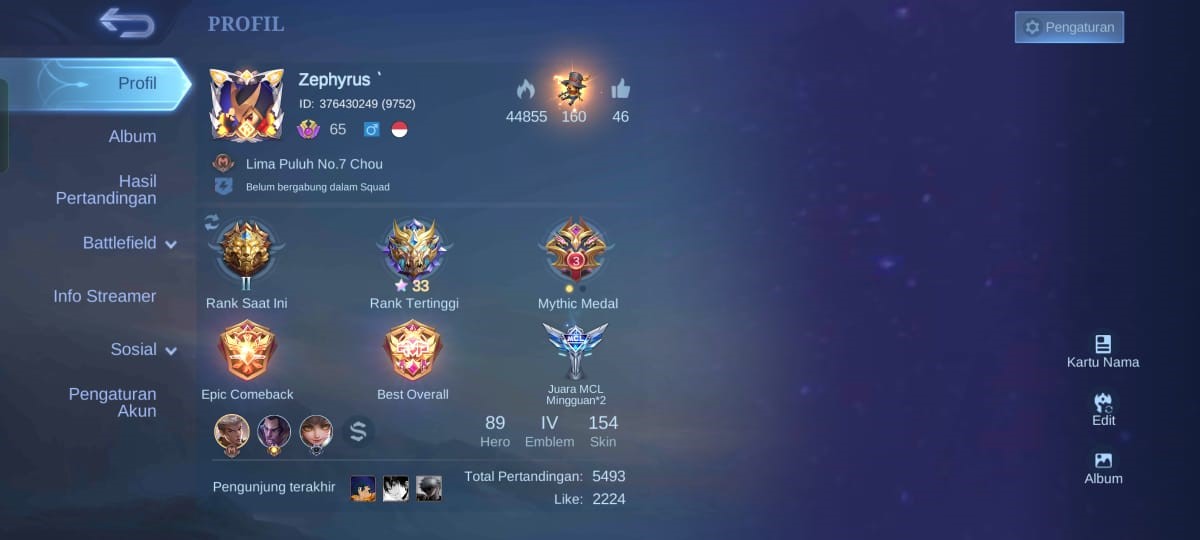 PROFIL
Pengaturan
Profil
Album
Hasil
Pertandingan
Battlefield
Info Streamer
Sosial
Pengaturan
Akun
Zephyrus `
ID: 376430249 (9752)
65
44855
160
46
Lima Puluh No.7 Chou
Belum bergabung dalam Squad
II
Rank Saat Ini
33
Rank Tertinggi
3
Mythic Medal
Epic Comeback
Best Overall
MCL
Juara MCL
Mingguan*2
89
Hero
IV
Emblem
154
Skin
Pengunjung terakhir
Total Pertandingan: 5493
Like: 2224
Kartu Nama
Edit
Album